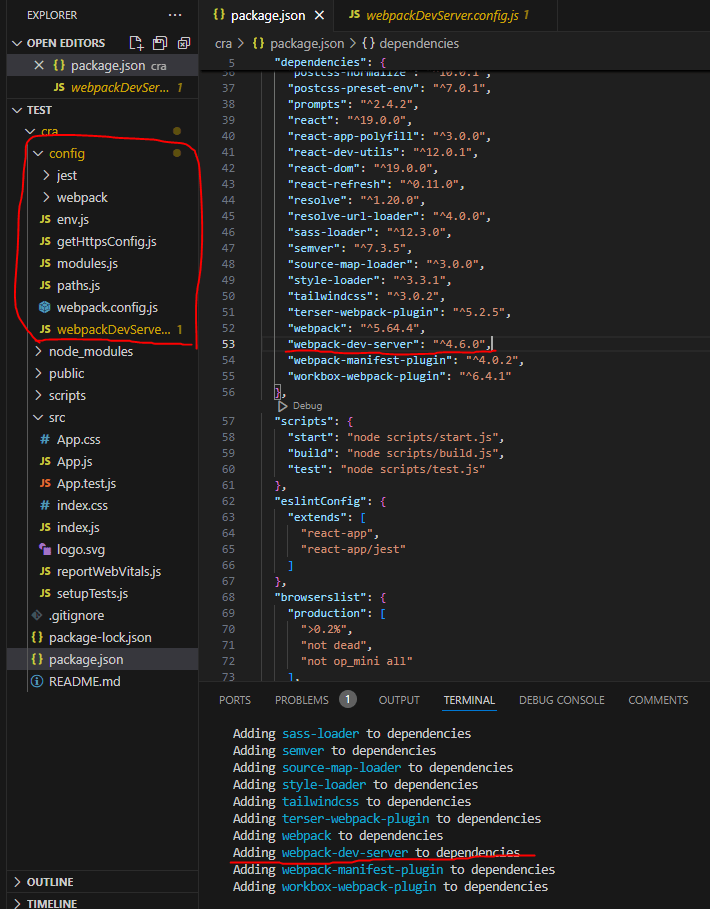 EXPLORER
OPEN EDITORS
package.json cra
webpackDevSer... 1
TEST
cra
config
jest
webpack
JS env.js
JS getHttpsConfig.js
JS modules.js
JS paths.js
webpack.config.js
JS webpackDevServe... 1
node_modules
public
scripts
src
# App.css
JS App.js
JS App.test.js
# index.css
JS index.js
logo.svg
JS reportWebVitals.js
JS setupTests.js
.gitignore
{} package-lock.json
{} package.json
README.md
OUTLINE
TIMELINE
{} package.json
JS webpackDevServer.config.js 1
cra > {} package.json > {} dependencies
5 "dependencies": {
36 "postcss-normalize": "^10.0.1",
37 "postcss-preset-env": "^7.0.1",
38 "prompts": "^2.4.2",
39 "react": "^19.0.0",
40 "react-app-polyfill": "^3.0.0",
41 "react-dev-utils": "^12.0.1",
42 "react-dom": "^19.0.0",
43 "react-refresh": "^0.11.0",
44 "resolve": "^1.20.0",
45 "resolve-url-loader": "^4.0.0",
46 "sass-loader": "^12.3.0",
47 "semver": "^7.3.5",
48 "source-map-loader": "^3.0.0",
49 "style-loader": "^3.3.1",
50 "tailwindcss": "^3.0.2",
51 "terser-webpack-plugin": "^5.2.5",
52 "webpack": "^5.64.4",
53 "webpack-dev-server": "^4.6.0",
54 "webpack-manifest-plugin": "^4.0.2",
55 "workbox-webpack-plugin": "^6.4.1"
56 },
Debug
57 "scripts": {
58 "start": "node scripts/start.js",
59 "build": "node scripts/build.js",
60 "test": "node scripts/test.js"
61 },
62 "eslintConfig": {
63 "extends": [
64 "react-app",
65 "react-app/jest"
66 ]
67 },
68 "browserslist": {
69 "production": [
70 ">0.2%",
71 "not dead",
72 "not op_mini all"
73 ],
PORTS PROBLEMS 1 OUTPUT TERMINAL DEBUG CONSOLE COMMENTS
Adding sass-loader to dependencies
Adding semver to dependencies
Adding source-map-loader to dependencies
Adding style-loader to dependencies
Adding tailwindcss to dependencies
Adding terser-webpack-plugin to dependencies
Adding webpack to dependencies
Adding webpack-dev-server to dependencies
Adding webpack-manifest-plugin to dependencies
Adding workbox-webpack-plugin to dependencies